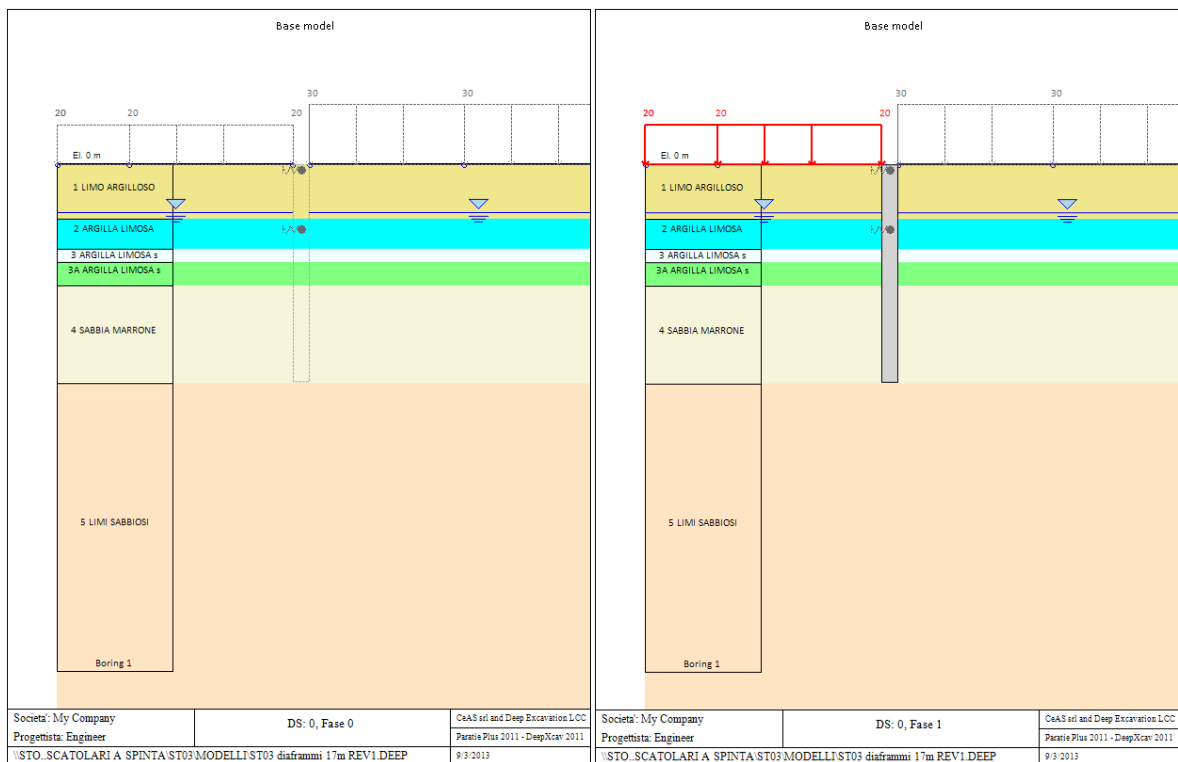 Base model
30
30
20
20
20
El. 0 m
1 LIMO ARGILLOSO
2 ARGILLA LIMOSA
3 ARGILLA LIMOSA s
3A ARGILLA LIMOSA s
4 SABBIA MARRONE
5 LIMI SABBIOSI
Boring 1
Societa': My Company
Progettista: Engineer
DS: 0, Fase 0
CeAS srl and Deep Excavation LCC
Paratie Plus 2011 - DeepXcav 2011
\\STO..SCATOLARI A SPINTA\ST03\MODELLI\ST03 diaframmi 17m REV1.DEEP
9/3/2013
Base model
30
30
20
20
20
El. 0 m
1 LIMO ARGILLOSO
2 ARGILLA LIMOSA
3 ARGILLA LIMOSA s
3A ARGILLA LIMOSA s
4 SABBIA MARRONE
5 LIMI SABBIOSI
Boring 1
Societa': My Company
Progettista: Engineer
DS: 0, Fase 1
CeAS srl and Deep Excavation LCC
Paratie Plus 2011 - DeepXcav 2011
\\STO..SCATOLARI A SPINTA\ST03\MODELLI\ST03 diaframmi 17m REV1.DEEP
9/3/2013